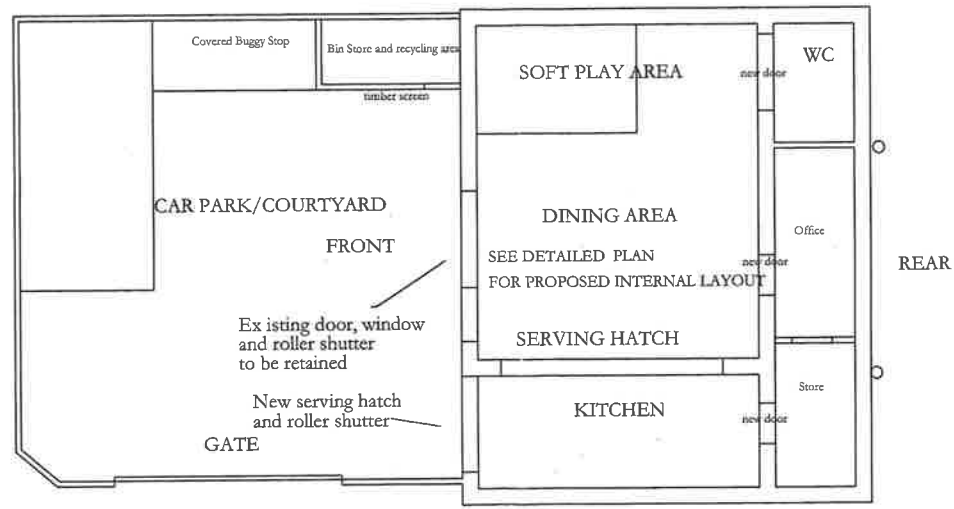 Covered Buggy Stop
Bin Store and recycling area
timber screen
SOFT PLAY AREA
new door
WC
CAR PARK/COURTYARD
FRONT
DINING AREA
SEE DETAILED PLAN
FOR PROPOSED INTERNAL LAYOUT
new door
Office
REAR
Ex isting door, window
and roller shutter
to be retained
SERVING HATCH
New serving hatch
and roller shutter
GATE
KITCHEN
new door
Store